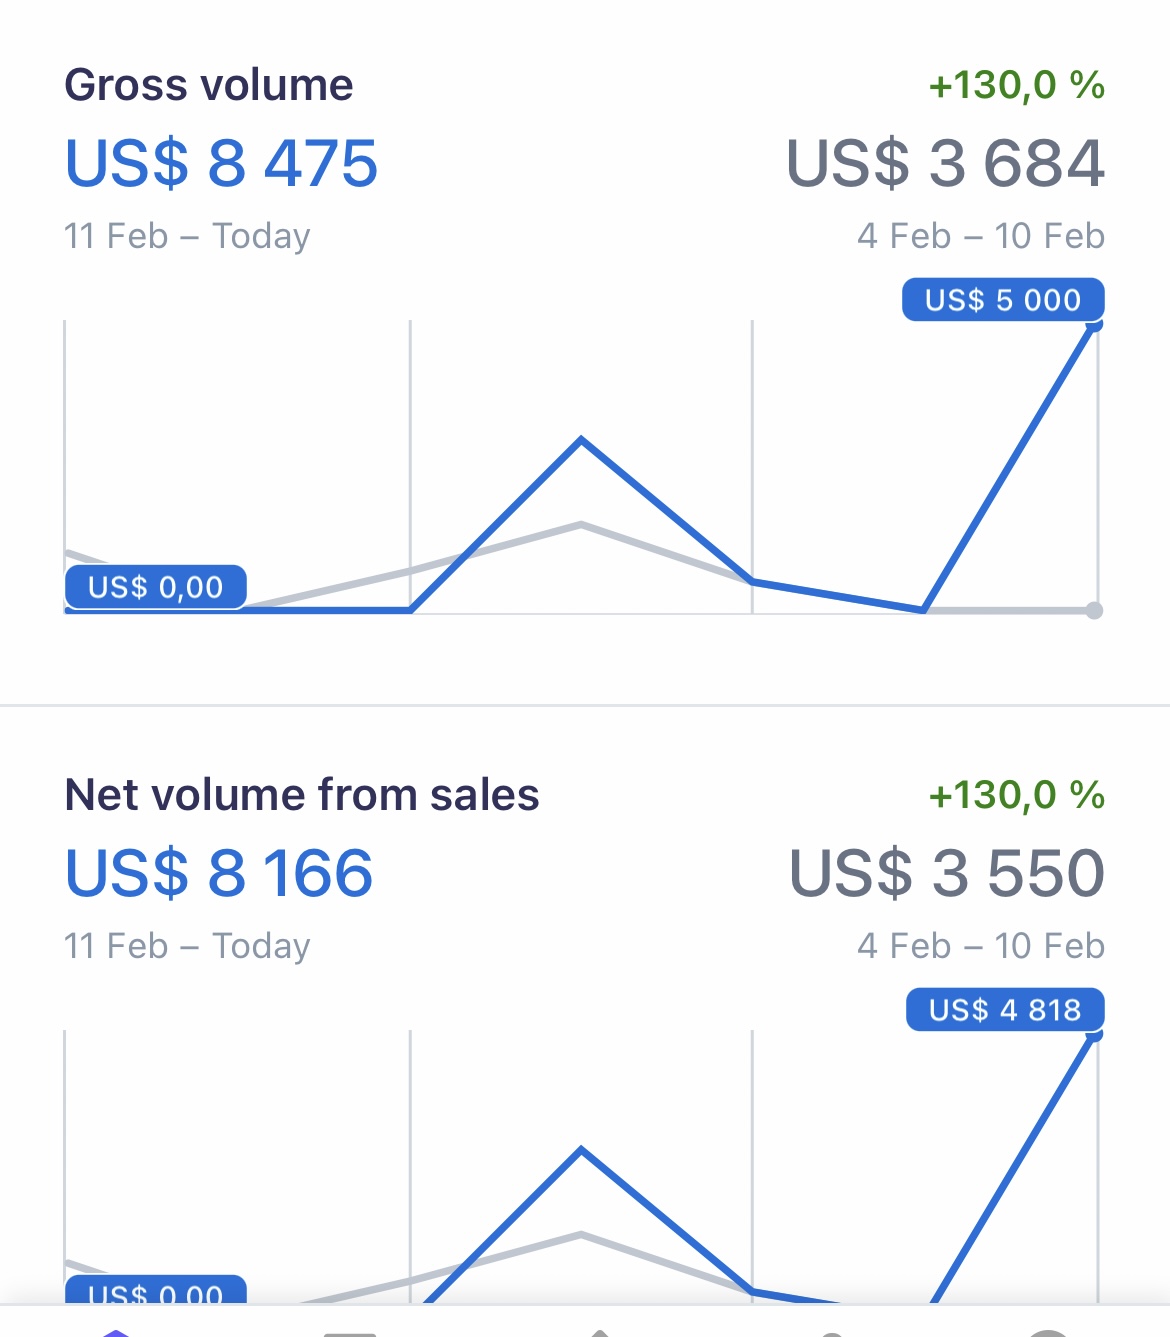 Gross volume
+130,0 %
US$ 8 475
US$ 3 684
11 Feb – Today
4 Feb – 10 Feb
US$ 5 000
US$ 0,00
Net volume from sales
+130,0 %
US$ 8 166
US$ 3 550
11 Feb – Today
4 Feb – 10 Feb
US$ 4 818
US$ 0,00